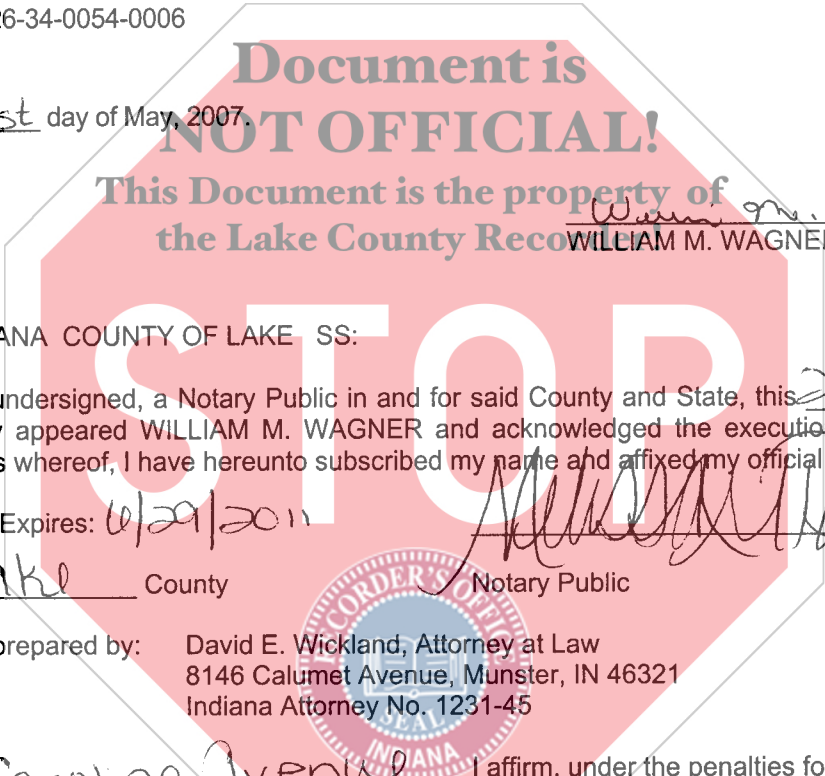 26-34-0054-0006
Document is
NOT OFFICIAL!
st day of May, 2007.
This Document is the property of
the Lake County Recorder!
WILLIAM M. WAGNER
ANA COUNTY OF LAKE SS:
STOP
undersigned, a Notary Public in and for said County and State, this
appeared WILLIAM M. WAGNER and acknowledged the executio
s whereof, I have hereunto subscribed my name and affixed my official
Expires: 6/29/2011
ake County
Notary Public
RECORDER'S OFFICE
prepared by: David E. Wickland, Attorney at Law
8146 Calumet Avenue, Munster, IN 46321
Indiana Attorney No. 1231-45
SEAL
INDIANA
Avenue I affirm, under the penalties fo